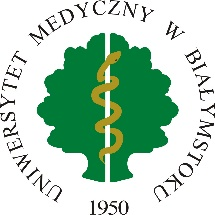 UNIWERSYTET MEDYCZNY W BIAŁYMSTOKU
1950